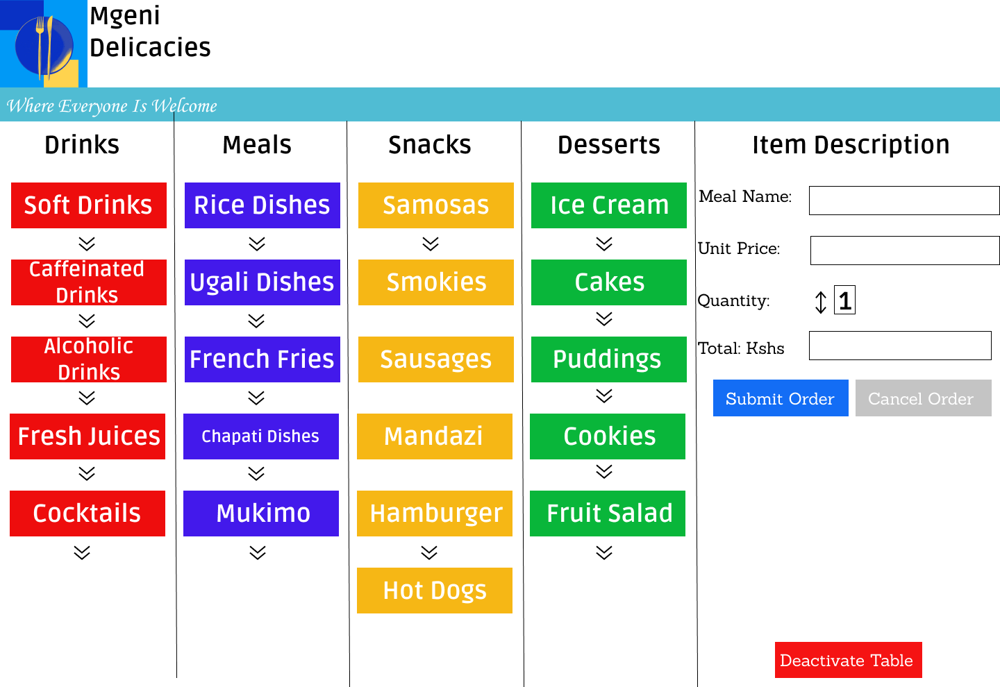 Mgeni
Delicacies
Where Everyone Is Welcome
Drinks
Soft Drinks
Caffeinated
Drinks
Alcoholic
Drinks
Fresh Juices
Cocktails
Meals
Rice Dishes
Ugali Dishes
French Fries
Chapati Dishes
Mukimo
Snacks
Samosas
Smokies
Sausages
Mandazi
Hamburger
Hot Dogs
Desserts
Ice Cream
Cakes
Puddings
Cookies
Fruit Salad
Item Description
Meal Name:
Unit Price:
Quantity: 1
Total: Kshs
Submit Order
Cancel Order
Deactivate Table